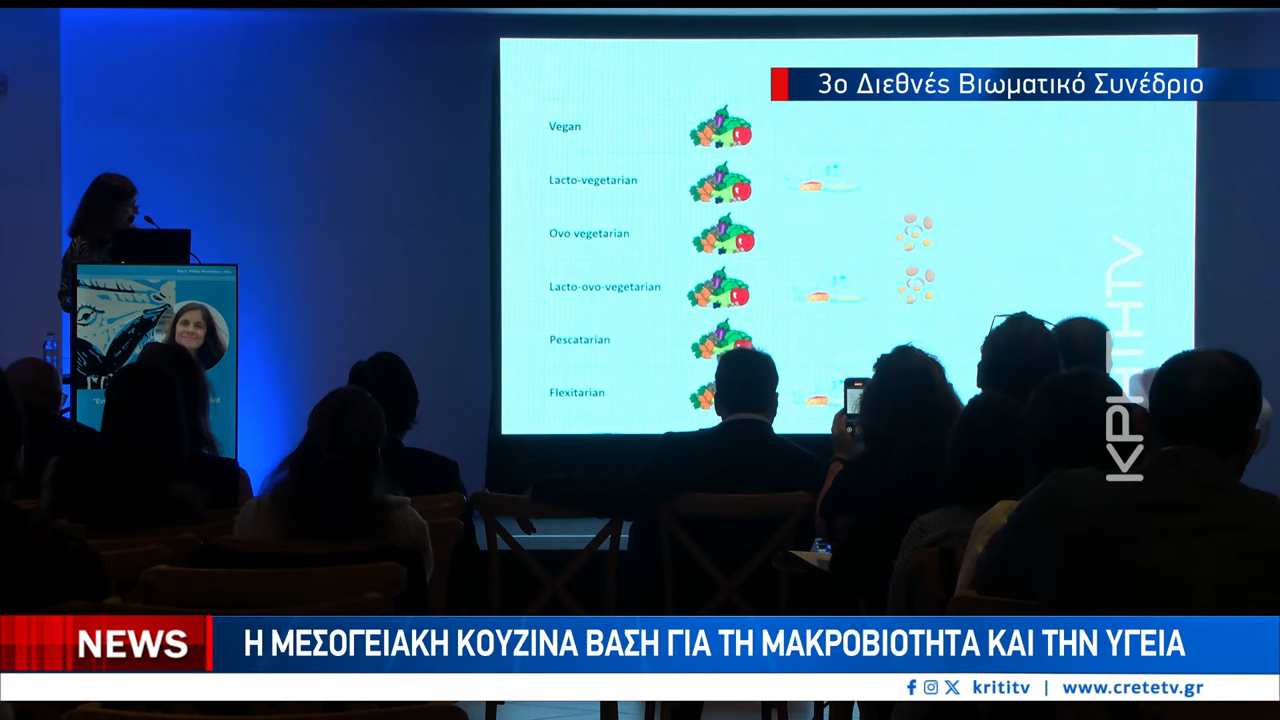 3ο Διεθνές Βιωματικό Συνέδριο
Vegan
Lacto-vegetarian
Ovo vegetarian
Lacto-ovo-vegetarian
Pescatarian
Flexitarian
ΚΡΗΤΗTV
NEWS
Η ΜΕΣΟΓΕΙΑΚΗ ΚΟΥΖΙΝΑ ΒΑΣΗ ΓΙΑ ΤΗ ΜΑΚΡΟΒΙΟΤΗΤΑ ΚΑΙ ΤΗΝ ΥΓΕΙΑ
krititv | www.cretetv.gr